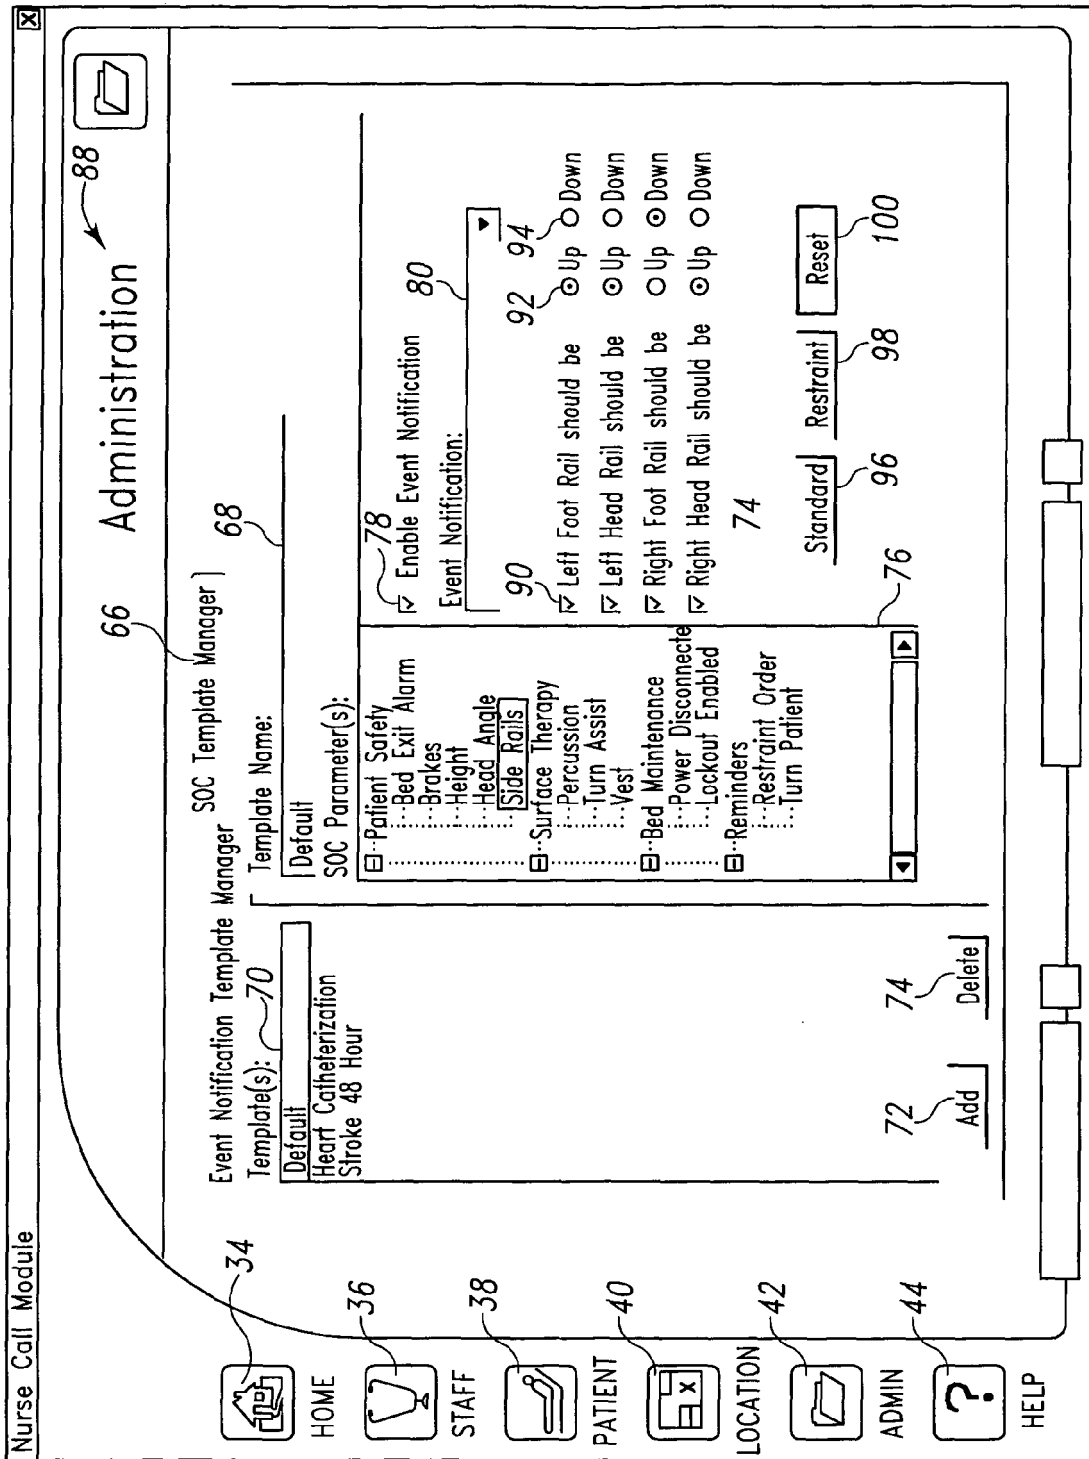 Nurse Call Module
X
Administration
88
66
Event Notification Template Manager
SOC Template Manager
Template(s):
70
Default
Heart Catheterization
Stroke 48 Hour
72
Add
74
Delete
Template Name:
68
Default
SOC Parameter(s):
Patient Safety
Bed Exit Alarm
Brakes
Height
Head Angle
Side Rails
Surface Therapy
Percussion
Turn Assist
Vest
Bed Maintenance
Power Disconnecte
Lockout Enabled
Reminders
Restraint Order
Turn Patient
76
78
Enable Event Notification
Event Notification:
80
90
92
94
Left Foot Rail should be Up Down
Left Head Rail should be Up Down
Right Foot Rail should be Up Down
Right Head Rail should be Up Down
74
Standard Restraint Reset
96
98
100
34
HOME
36
STAFF
38
PATIENT
40
X
LOCATION
42
ADMIN
44
?
HELP